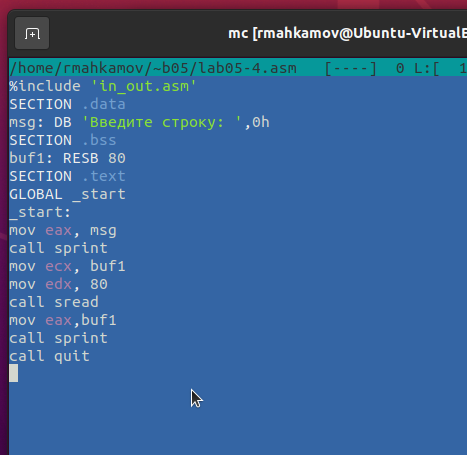 mc [rmahkamov@Ubuntu-VirtualB
/home/rmahkamov/~b05/lab05-4.asm   [----]  0 L:[  1
%include 'in_out.asm'
SECTION .data
msg: DB 'Введите строку: ',0h
SECTION .bss
buf1: RESB 80
SECTION .text
GLOBAL _start
_start:
mov eax, msg
call sprint
mov ecx, buf1
mov edx, 80
call sread
mov eax,buf1
call sprint
call quit